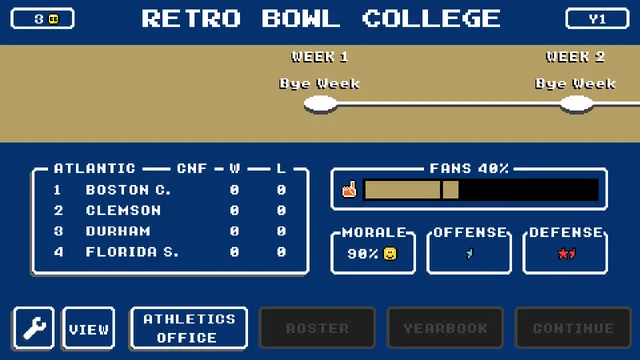 3
RETRO BOWL COLLEGE
Y1
WEEK 1
WEEK 2
Bye Week
Bye Week
ATLANTIC CNF - W L
1 BOSTON C. 0 0
2 CLEMSON 0 0
3 DURHAM 0 0
4 FLORIDA S. 0 0
FANS 40%
MORALE
90%
OFFENSE
DEFENSE
VIEW
ATHLETICS
OFFICE
ROSTER
YEARBOOK
CONTINUE